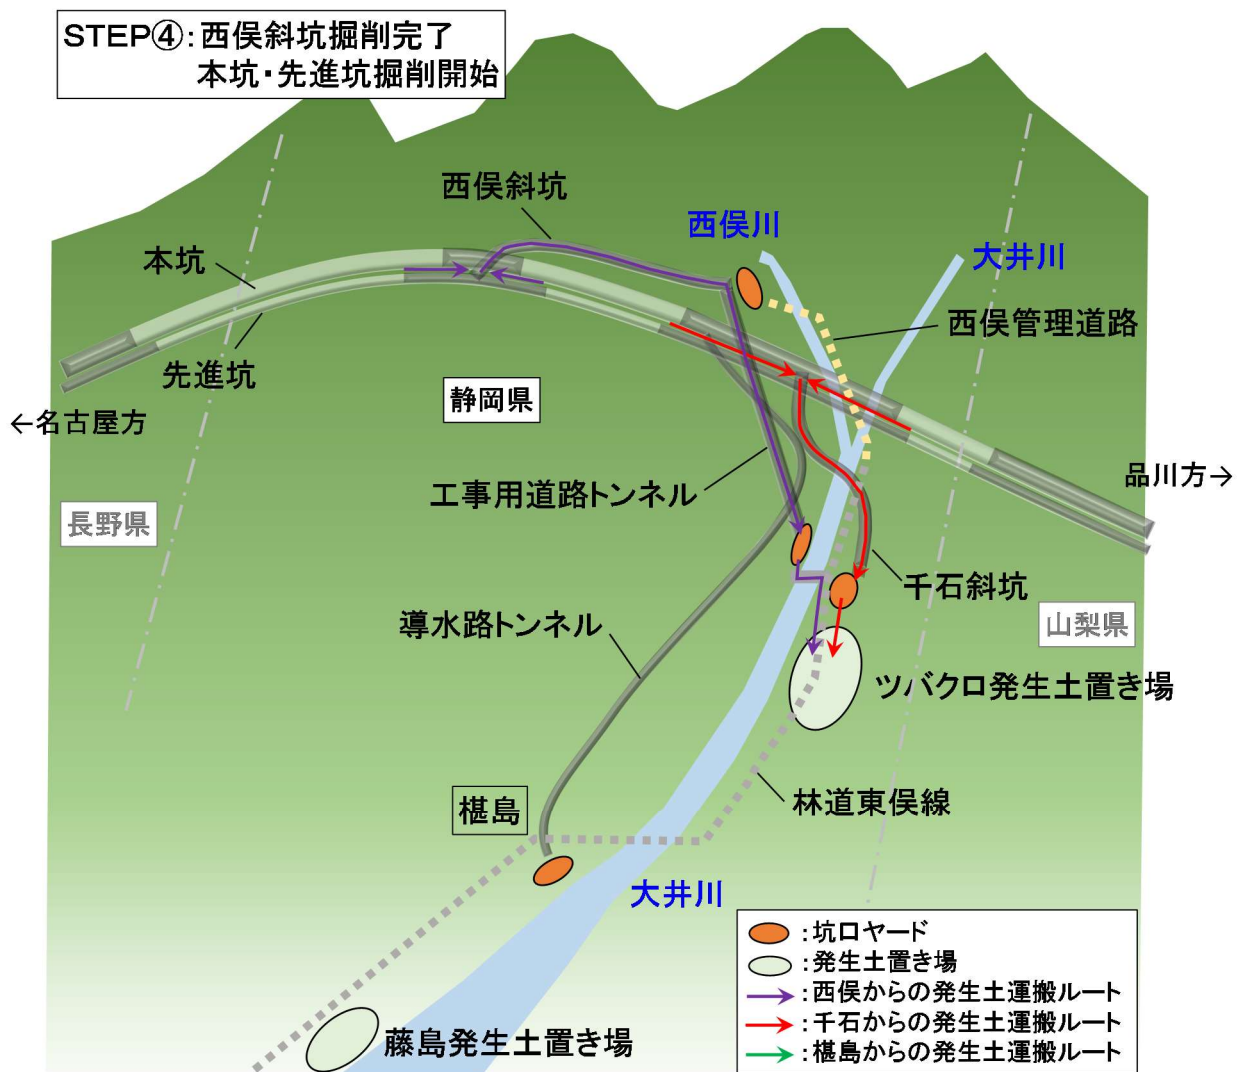 STEP④：西俣斜坑掘削完了
本坑・先進坑掘削開始
西俣斜坑
西俣川
大井川
本坑
西俣管理道路
先進坑
静岡県
←名古屋方
品川方→
工事用道路トンネル
長野県
千石斜坑
導水路トンネル
山梨県
ツバクロ発生土置き場
椹島
林道東俣線
大井川
藤島発生土置き場
：坑口ヤード
：発生土置き場
：西俣からの発生土運搬ルート
：千石からの発生土運搬ルート
：椹島からの発生土運搬ルート